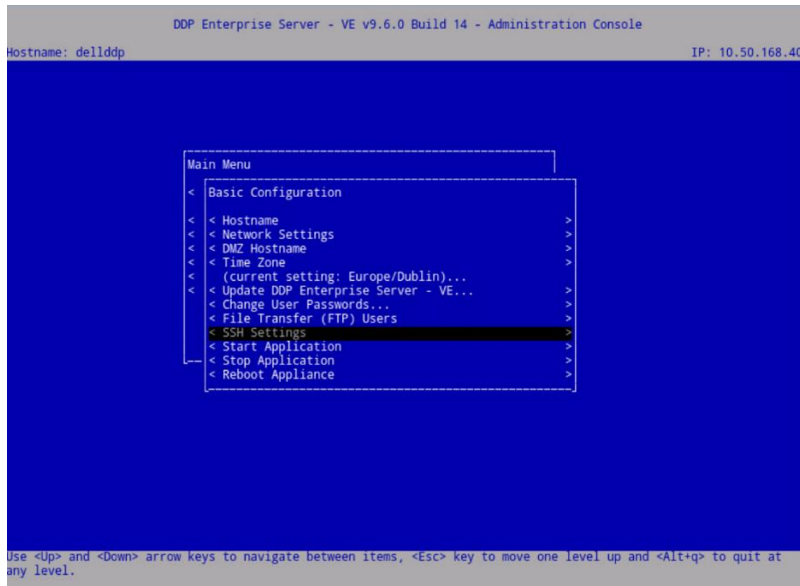 DDP Enterprise Server - VE v9.6.0 Build 14 - Administration Console
Hostname: dellddp IP: 10.50.168.40
Main Menu
< Basic Configuration
< < Hostname >
< < Network Settings >
< < DMZ Hostname >
< < Time Zone >
< (current setting: Europe/Dublin)...
< < Update DDP Enterprise Server - VE... >
< Change User Passwords... >
< File Transfer (FTP) Users >
< SSH Settings >
< Start Application >
< Stop Application >
< Reboot Appliance >
Use <Up> and <Down> arrow keys to navigate between items, <Esc> key to move one level up and <Alt+q> to quit at
any level.